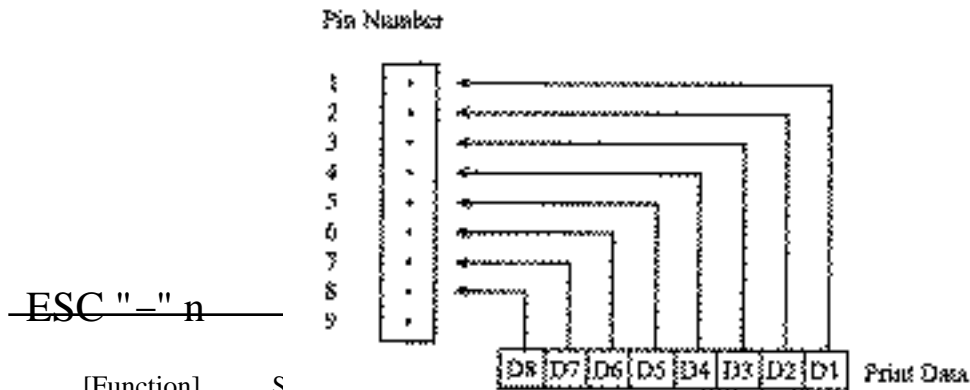 Pin Number
1
2
3
4
5
6
7
8
9
ESC "–" n
[Function] S
D8 D7 D6 D5 D4 D3 D2 D1 Print Data